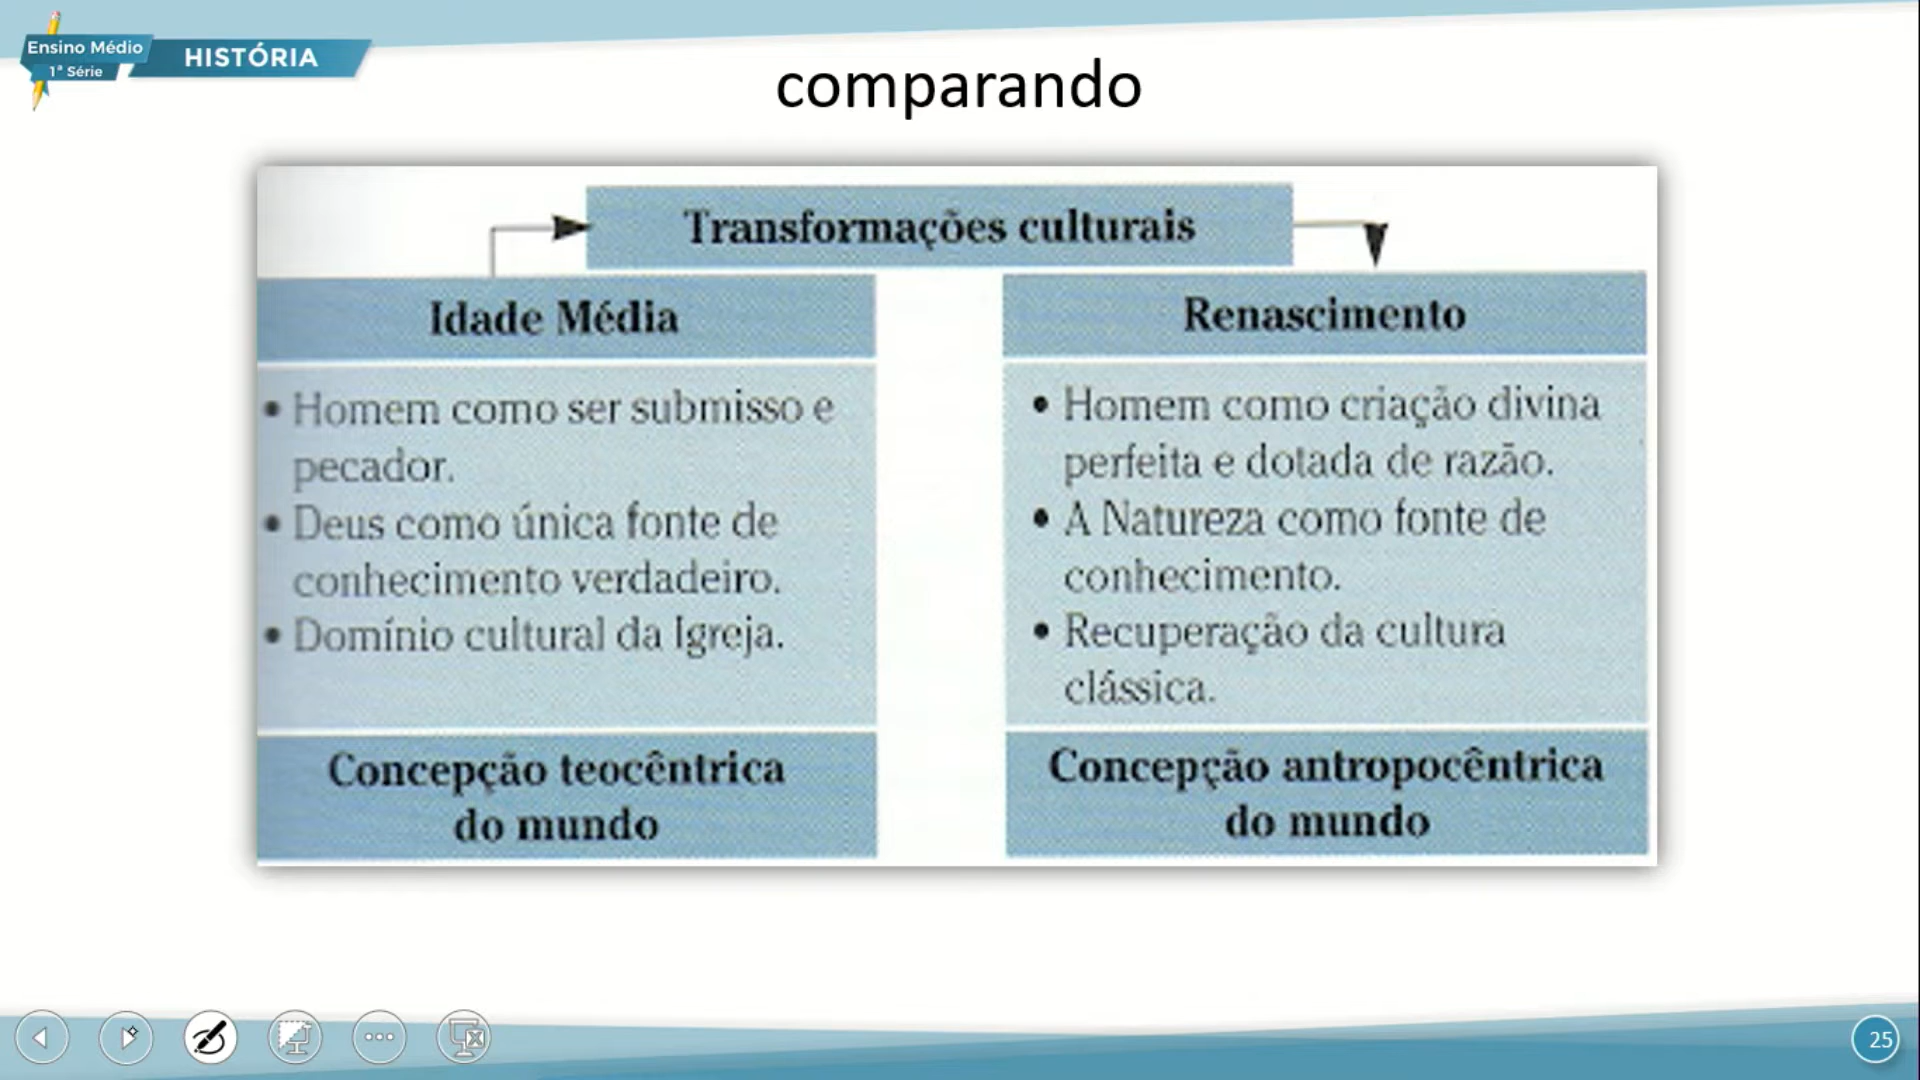 Ensino Médio
1ª Série
HISTÓRIA
comparando
Transformações culturais
Idade Média
• Homem como ser submisso e
pecador.
• Deus como única fonte de
conhecimento verdadeiro.
• Domínio cultural da Igreja.
Concepção teocêntrica
do mundo
Renascimento
• Homem como criação divina
perfeita e dotada de razão.
• A Natureza como fonte de
conhecimento.
• Recuperação da cultura
clássica.
Concepção antropocêntrica
do mundo
25